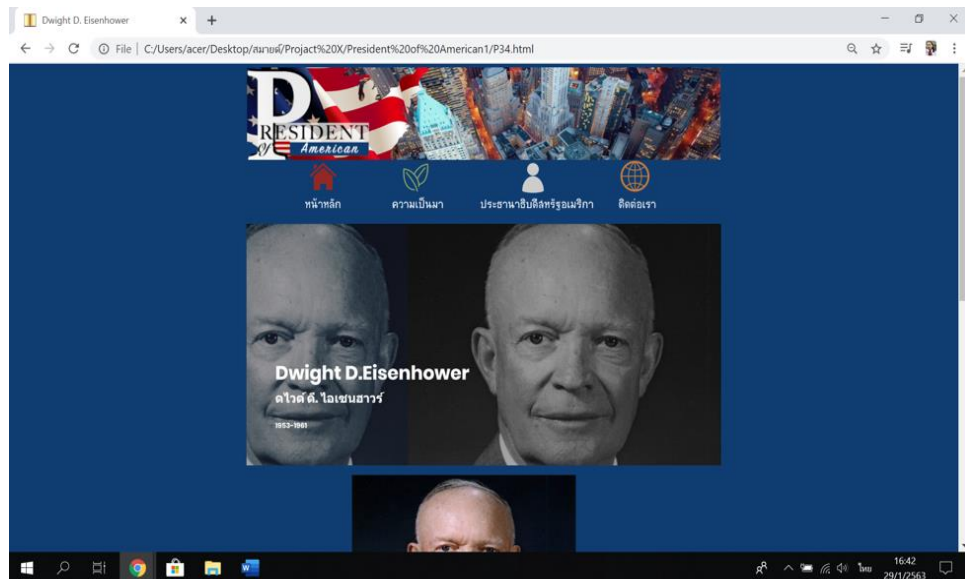 Dwight D. Eisenhower
File | C:/Users/acer/Desktop/สมายด์/Projact%20X/President%20of%20American1/P34.html
PRESIDENT
of American
หน้าหลัก
ความเป็นมา
ประธานาธิบดีสหรัฐอเมริกา
ติดต่อเรา
Dwight D.Eisenhower
ดไวต์ ดี. ไอเซนฮาวร์
1953-1961
16:42
ไทย
29/1/2563